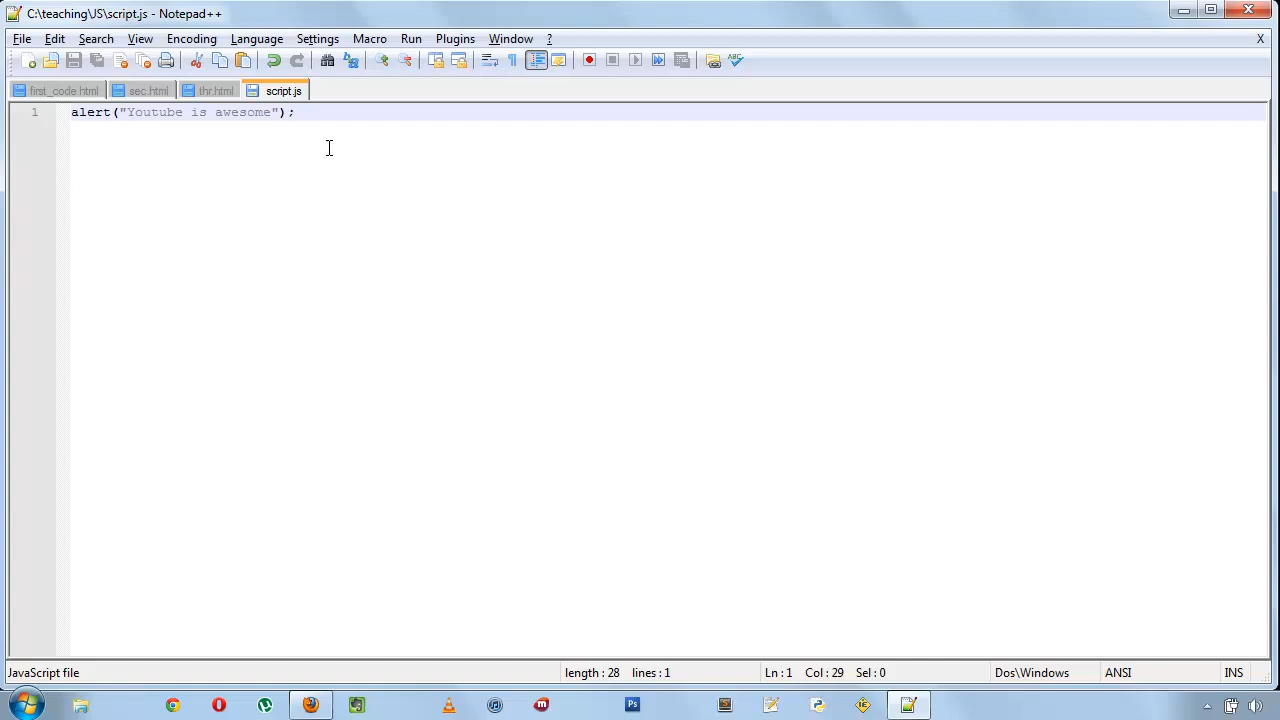 C:\teaching\JS\script.js - Notepad++
File Edit Search View Encoding Language Settings Macro Run Plugins Window ? X
first_code.html sec.html thr.html script.js
1 alert("Youtube is awesome");
JavaScript file length : 28 lines : 1 Ln : 1 Col : 29 Sel : 0 Dos\Windows ANSI INS
Ps